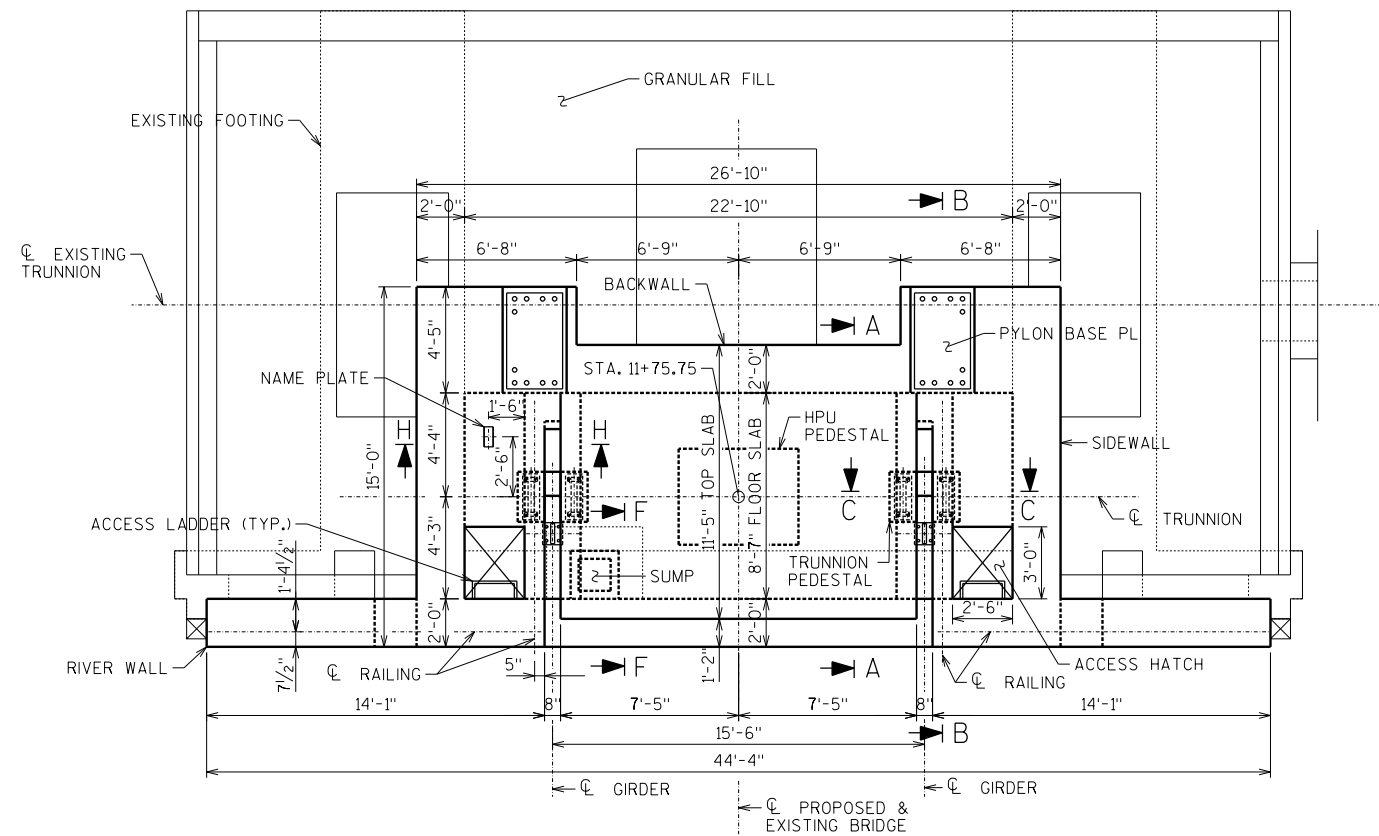 GRANULAR FILL
EXISTING FOOTING
26'-10"
B
2'-0"
22'-10"
2'-0"
℄ EXISTING
TRUNNION
6'-8"
6'-9"
6'-9"
6'-8"
BACKWALL
A
PYLON BASE PL
4'-5"
STA. 11+75.75
2'-0"
NAME PLATE
1'-6"
HPU
PEDESTAL
H
H
SIDEWALL
4'-4"
2'-6"
15'-0"
11'-5" TOP SLAB
8'-7" FLOOR SLAB
C
C
F
℄ TRUNNION
ACCESS LADDER (TYP.)
4'-3"
1'-4½"
TRUNNION
PEDESTAL
3'-0"
SUMP
2'-0"
2'-0"
2'-6"
RIVER WALL
7½"
℄ RAILING
5"
F
1'-2"
A
ACCESS HATCH
℄ RAILING
14'-1"
8"
7'-5"
7'-5"
8"
14'-1"
15'-6"
B
44'-4"
℄ GIRDER
℄ GIRDER
℄ PROPOSED &
EXISTING BRIDGE